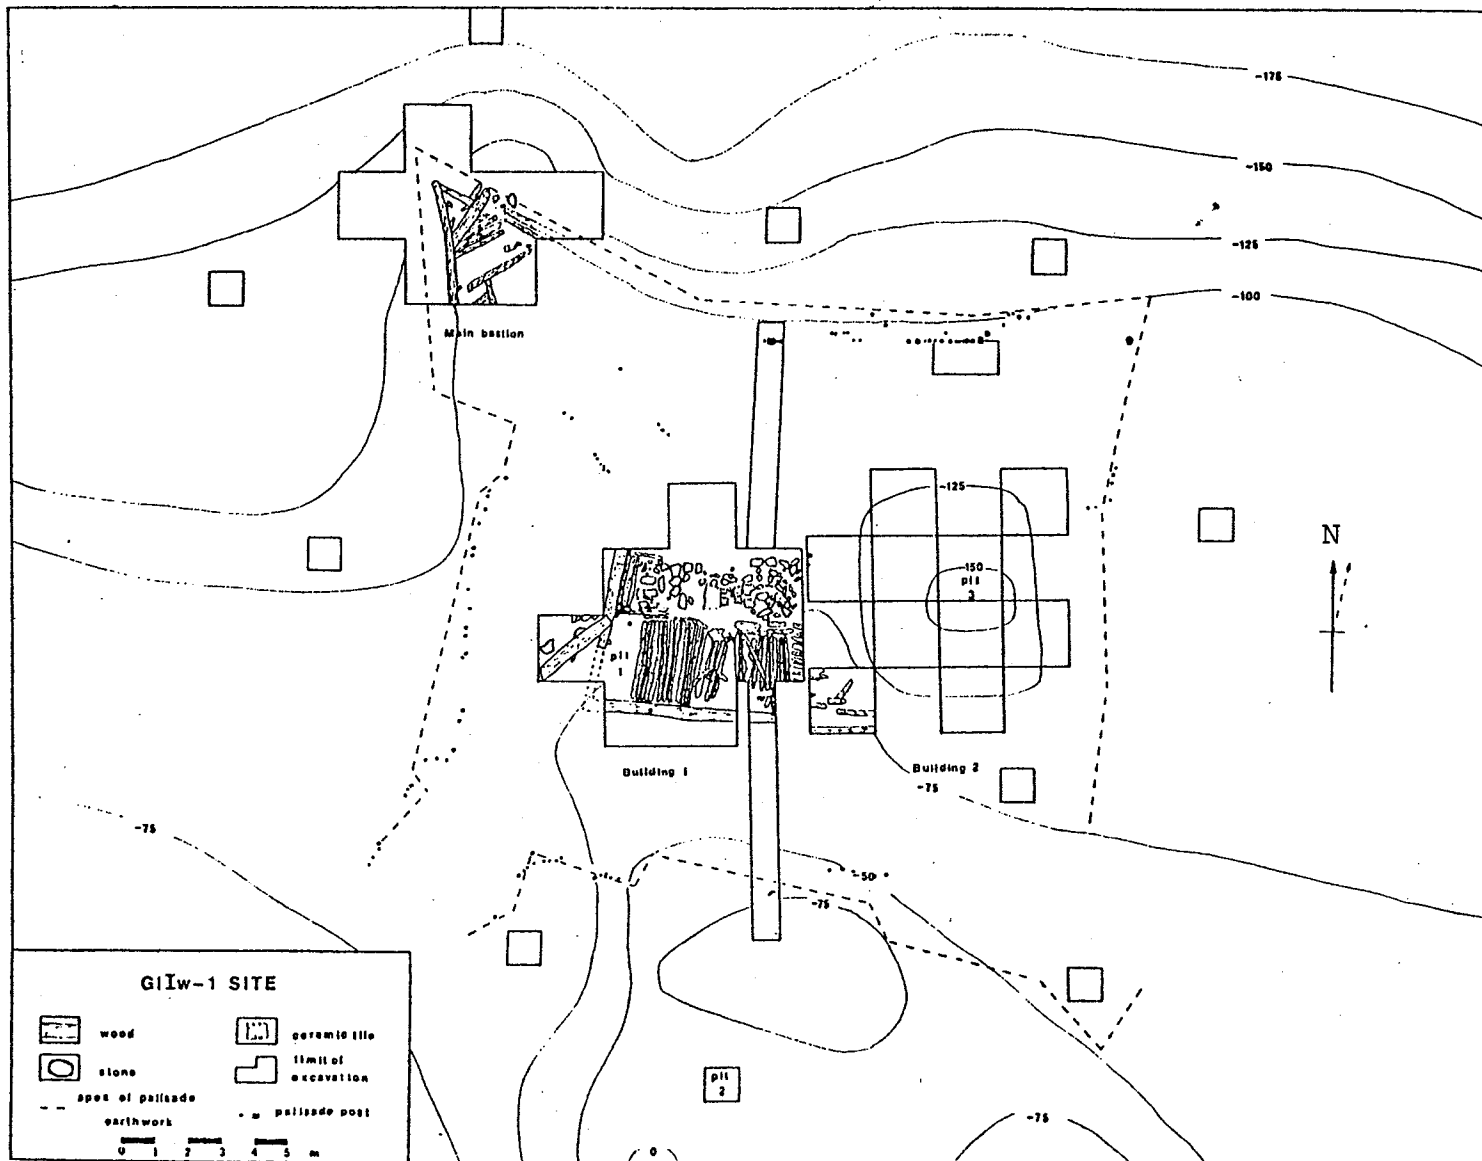 -175
-150
-125
-100
Main bastion
N
-125
-150
pit
3
pit
1
Building 1
Building 2
-75
-75
-50
-75
GIIw-1 SITE
wood
ceramic tile
stone
limit of
excavation
apex of palisade
earthwork
palisade post
0 1 2 3 4 5 m
pit
2
-75
0